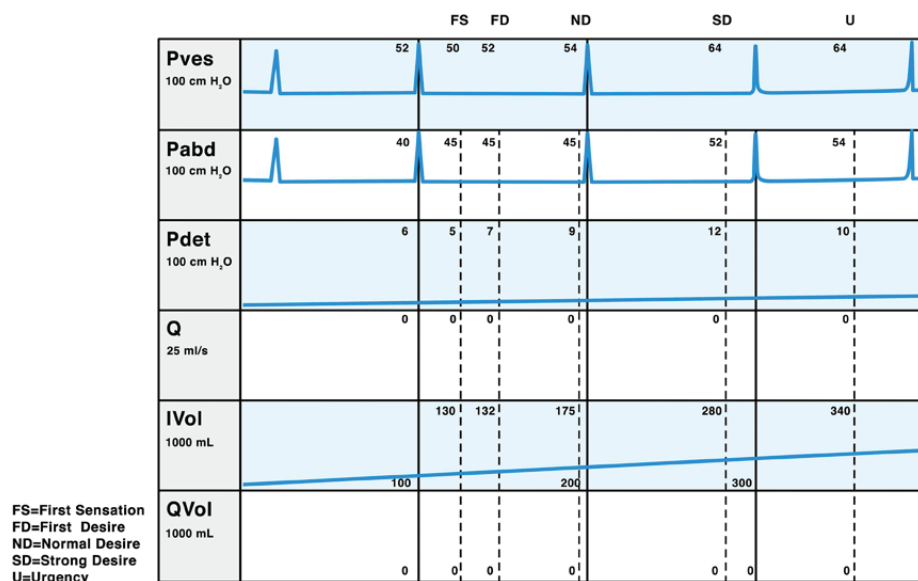 FS FD ND SD U
Pves
100 cm H₂O
52 50 52 54 64 64
Pabd
100 cm H₂O
40 45 45 45 52 54
Pdet
100 cm H₂O
6 5 7 9 12 10
Q
25 ml/s
0 0 0 0 0 0
IVol
1000 mL
130 132 175 280 340
100 200 300
QVol
1000 mL
0 0 0 0 0 0 0
FS=First Sensation
FD=First Desire
ND=Normal Desire
SD=Strong Desire
U=Urgency